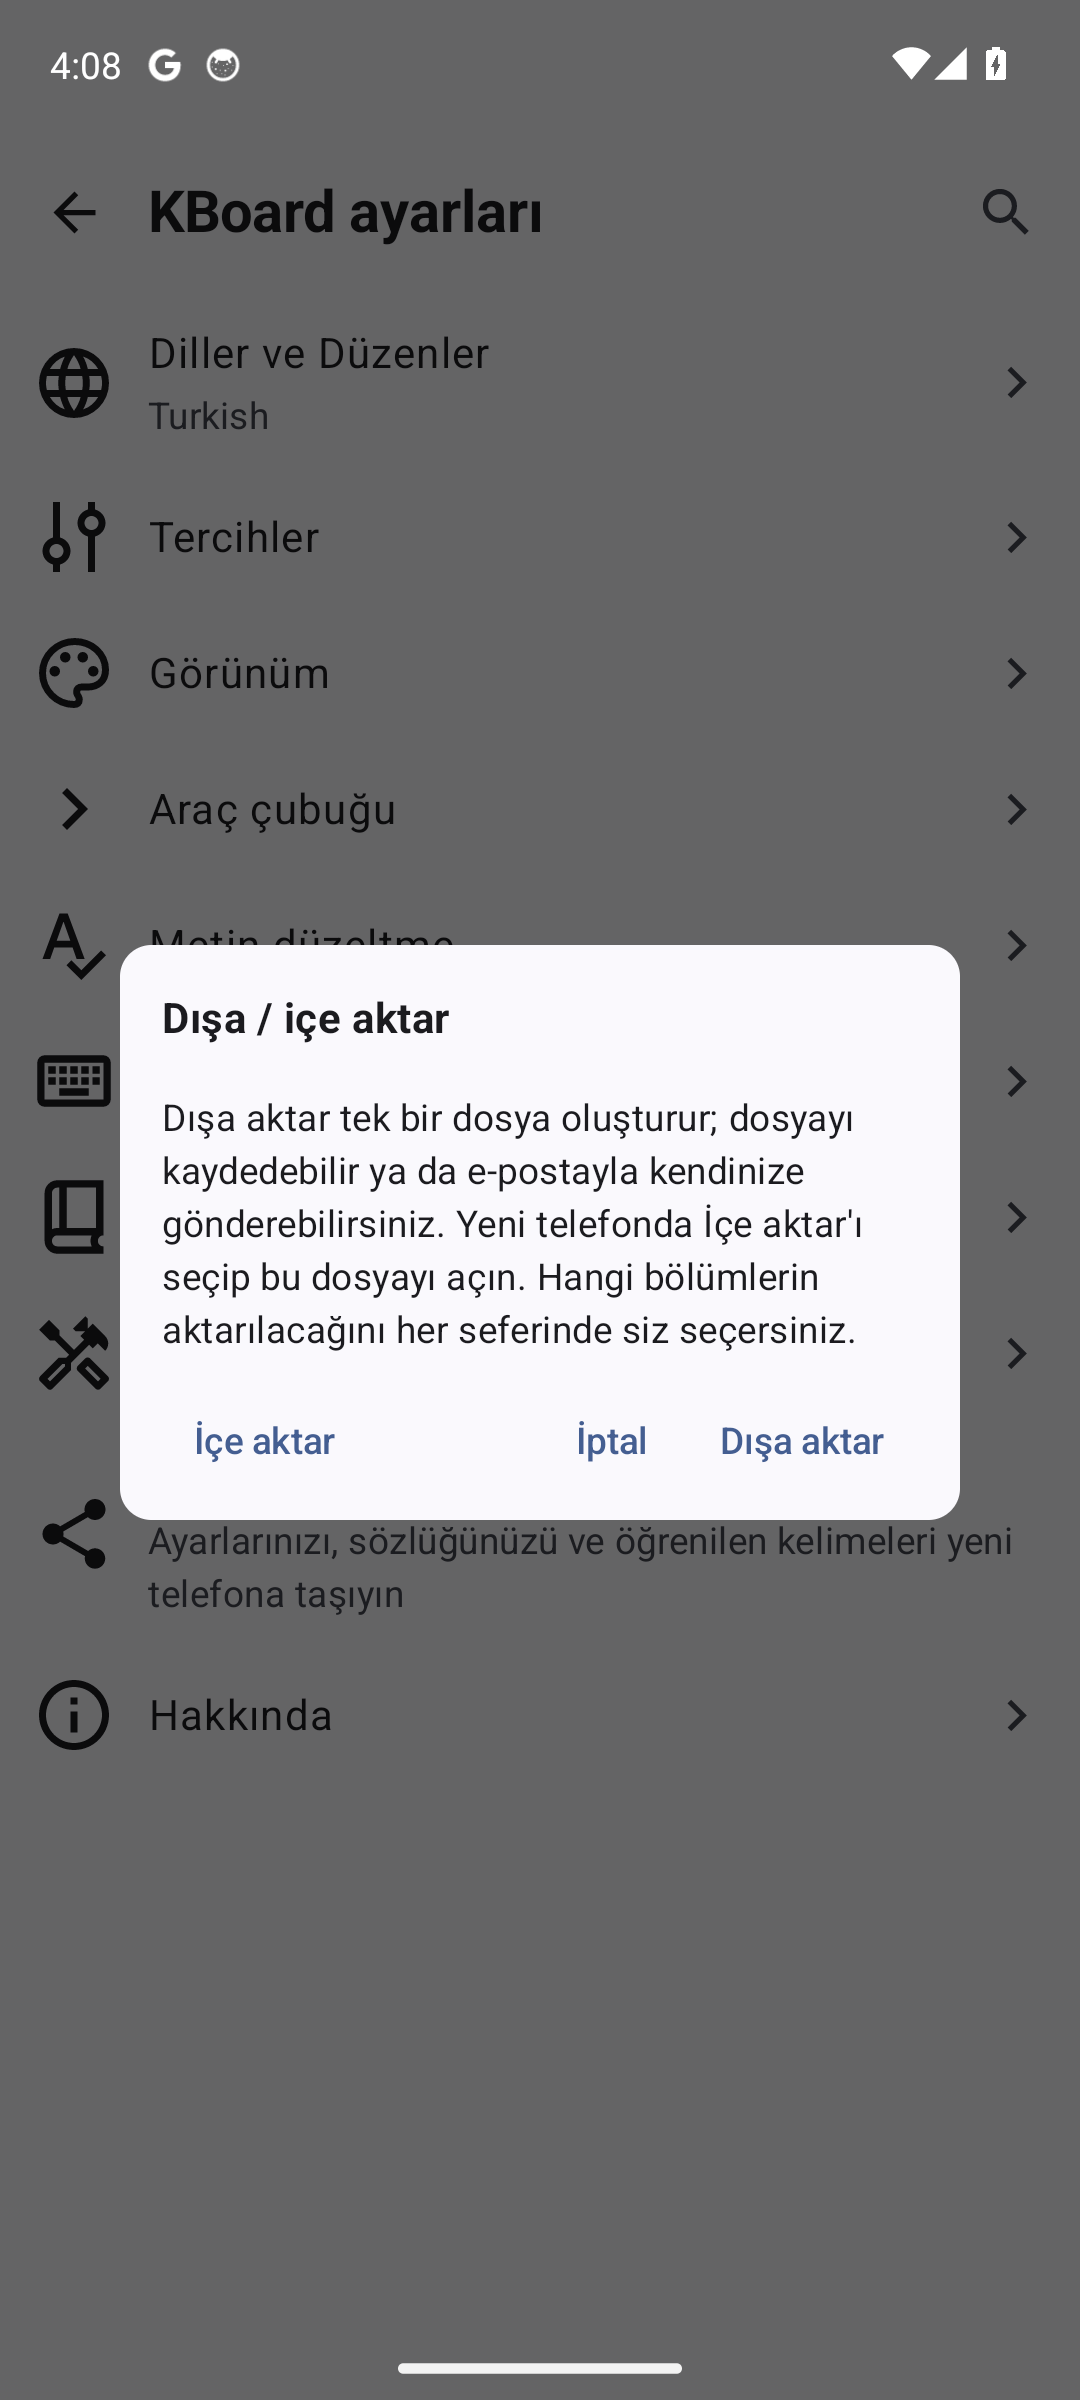 4:08
KBoard ayarları
Diller ve Düzenler
Turkish
Tercihler
Görünüm
Araç çubuğu
Metin düzeltme
Dışa / içe aktar
Dışa aktar tek bir dosya oluşturur; dosyayı
kaydedebilir ya da e-postayla kendinize
gönderebilirsiniz. Yeni telefonda İçe aktar'ı
seçip bu dosyayı açın. Hangi bölümlerin
aktarılacağını her seferinde siz seçersiniz.
İçe aktar İptal Dışa aktar
Ayarlarınızı, sözlüğünüzü ve öğrenilen kelimeleri yeni
telefona taşıyın
Hakkında